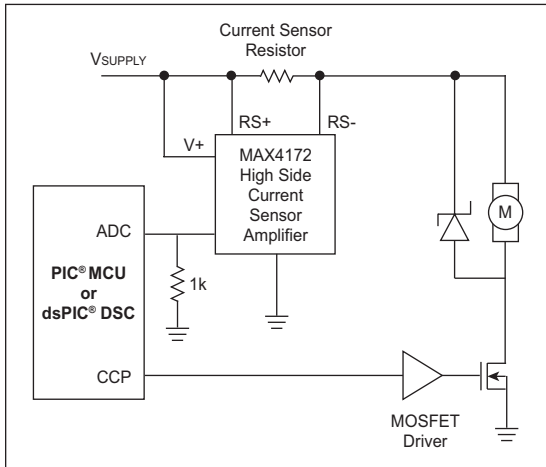 Current Sensor
Resistor
VSUPPLY
RS+
RS-
V+
MAX4172
High Side
Current
Sensor
Amplifier
M
ADC
PIC® MCU
or
dsPIC® DSC
1k
CCP
MOSFET
Driver